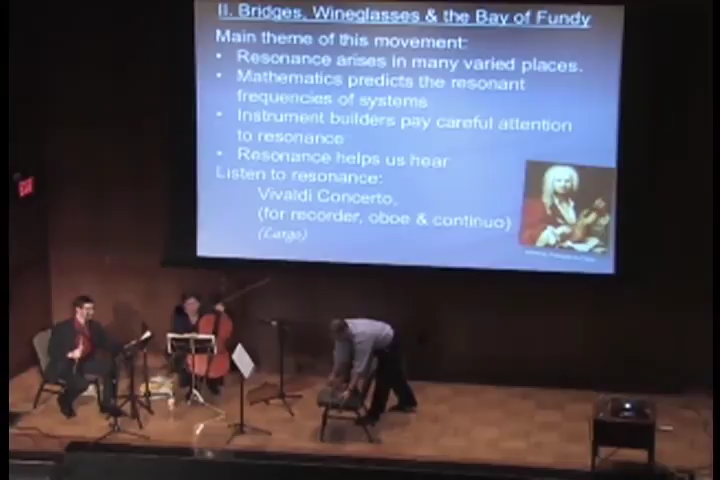 II. Bridges, Wineglasses & the Bay of Fundy
Main theme of this movement:
• Resonance arises in many varied places.
• Mathematics predicts the resonant
frequencies of systems
• Instrument builders pay careful attention
to resonance
• Resonance helps us hear
Listen to resonance:
Vivaldi Concerto,
(for recorder, oboe & continuo)
(Largo)
EXIT